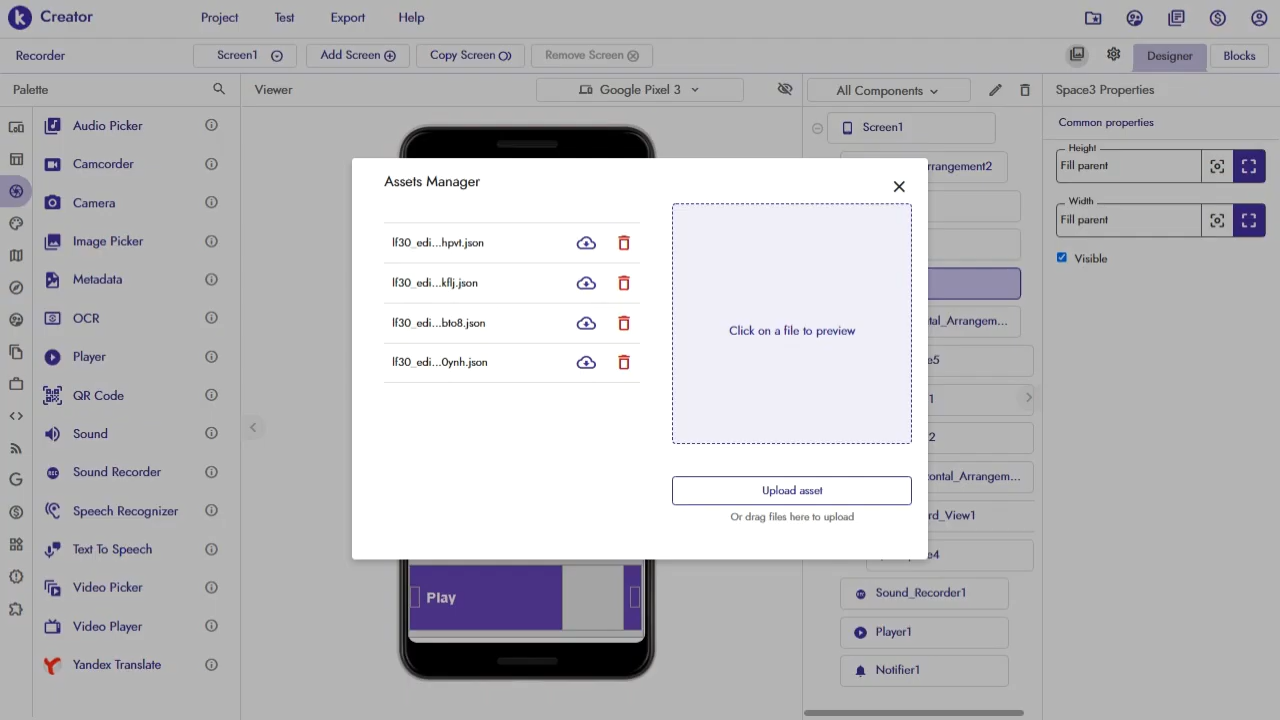 Creator
Project
Test
Export
Help
Recorder
Screen1
Add Screen
Copy Screen
Remove Screen
Designer
Blocks
Palette
Viewer
Google Pixel 3
All Components
Space3 Properties
Audio Picker
Camcorder
Camera
Image Picker
Metadata
OCR
Player
QR Code
Sound
Sound Recorder
Speech Recognizer
Text To Speech
Video Picker
Video Player
Yandex Translate
Assets Manager
lf30_edi...hpvt.json
lf30_edi...kflj.json
lf30_edi...bto8.json
lf30_edi...0ynh.json
Click on a file to preview
Upload asset
Or drag files here to upload
Play
Screen1
rrangement2
tal_Arrangem...
e5
1
2
ontal_Arrangem...
rd_View1
e4
Sound_Recorder1
Player1
Notifier1
Common properties
Height
Fill parent
Width
Fill parent
Visible